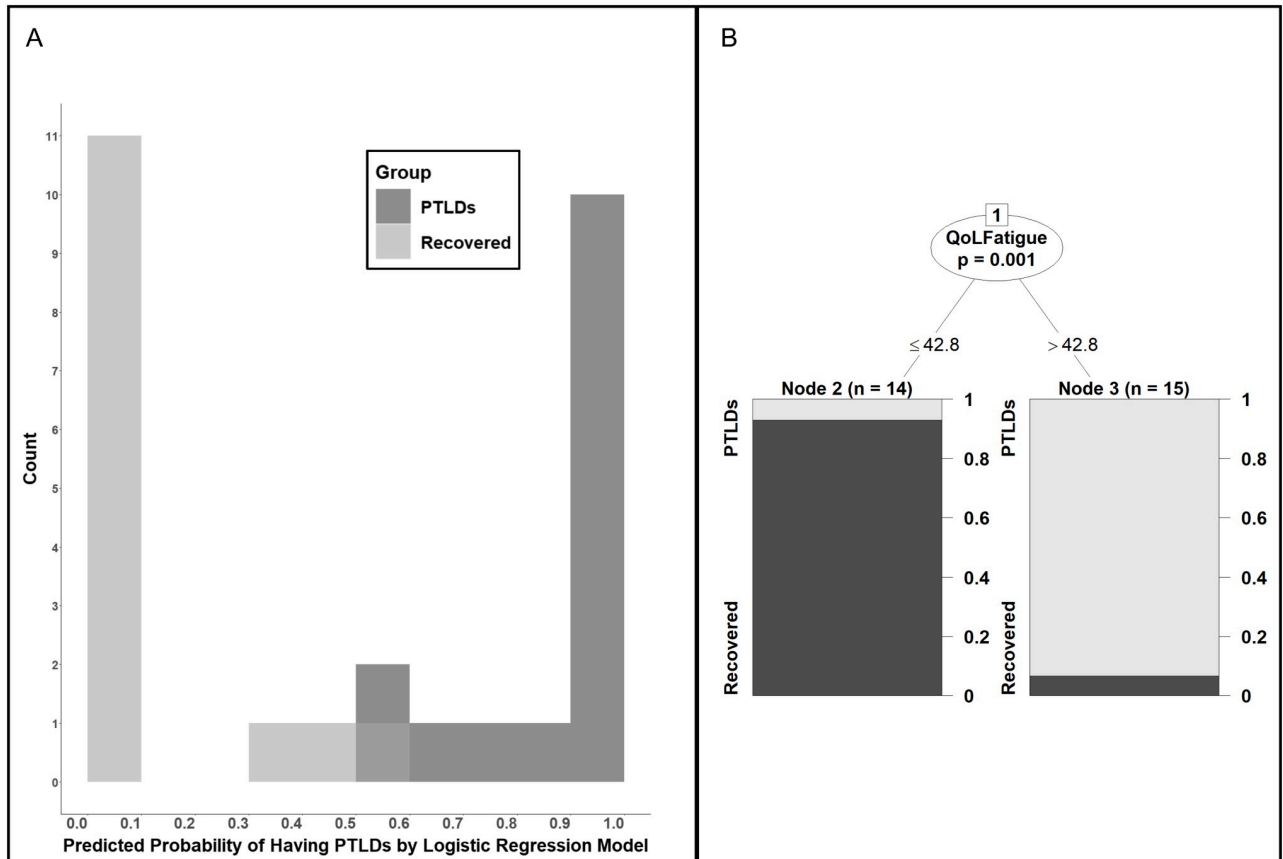 A
11
10
9
8
7
6
5
4
3
2
1
0
Count
Group
PTLDs
Recovered
0.0 0.1 0.2 0.3 0.4 0.5 0.6 0.7 0.8 0.9 1.0
Predicted Probability of Having PTLDs by Logistic Regression Model
B
1
QoLFatigue
p = 0.001
≤ 42.8
> 42.8
Node 2 (n = 14)
PTLDs
Recovered
1
0.8
0.6
0.4
0.2
0
Node 3 (n = 15)
PTLDs
Recovered
1
0.8
0.6
0.4
0.2
0